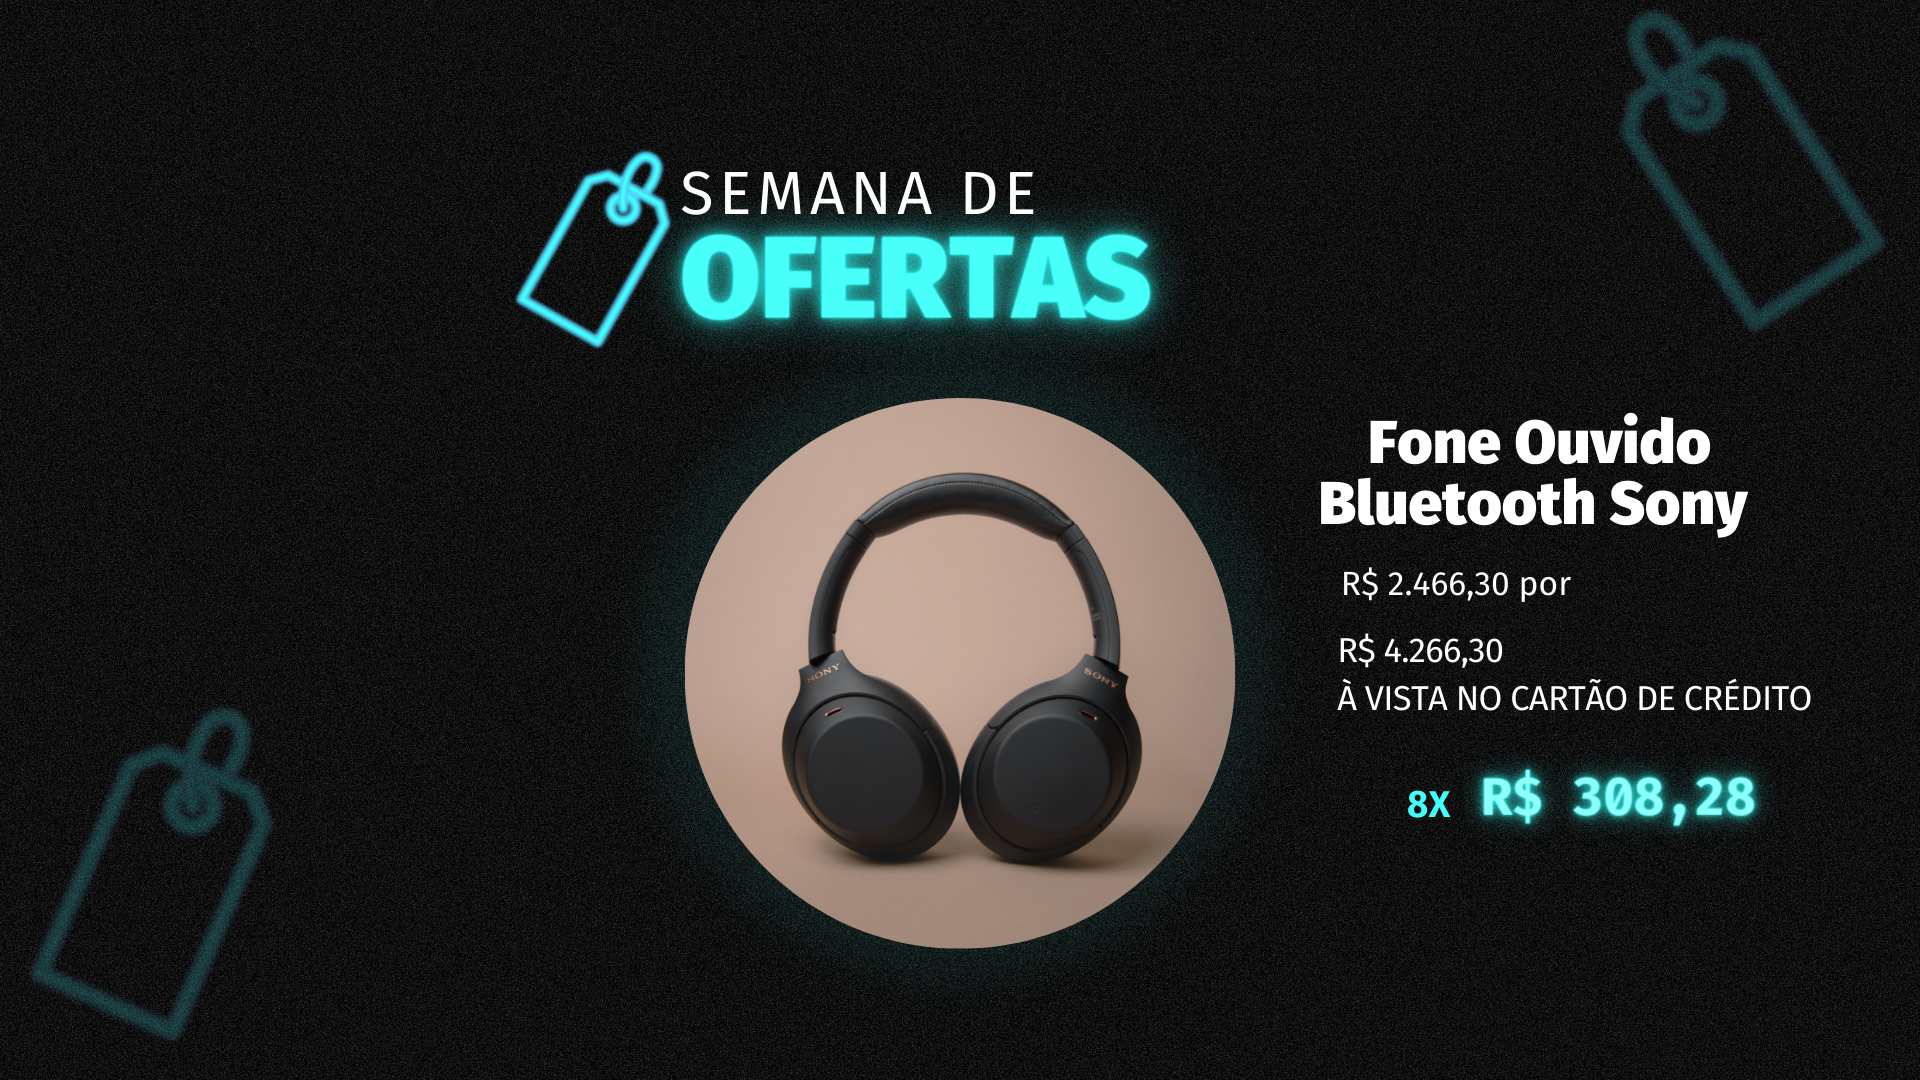 SEMANA DE
OFERTAS
Fone Ouvido
Bluetooth Sony
R$ 2.466,30 por
R$ 4.266,30
À VISTA NO CARTÃO DE CRÉDITO
8X R$ 308,28
SONY
SONY